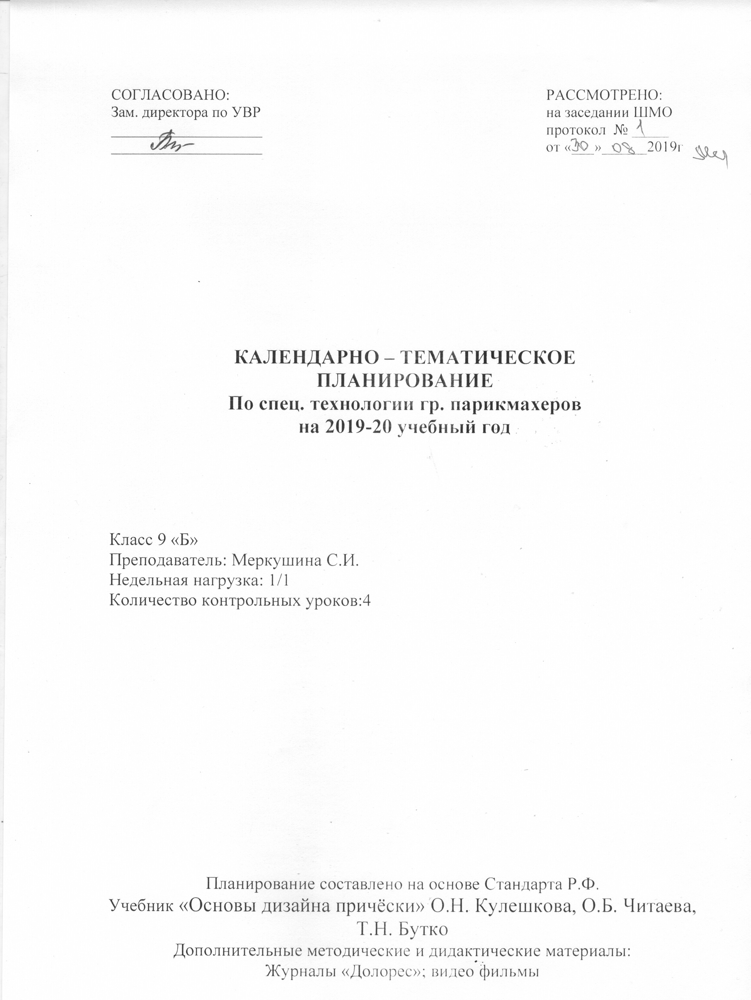 СОГЛАСОВАНО:
Зам. директора по УВР
РАССМОТРЕНО:
на заседании ШМО
протокол № 1
от «30» 08 2019г
КАЛЕНДАРНО – ТЕМАТИЧЕСКОЕ
ПЛАНИРОВАНИЕ
По спец. технологии гр. парикмахеров
на 2019-20 учебный год
Класс 9 «Б»
Преподаватель: Меркушина С.И.
Недельная нагрузка: 1/1
Количество контрольных уроков:4
Планирование составлено на основе Стандарта Р.Ф.
Учебник «Основы дизайна причёски» О.Н. Кулешкова, О.Б. Читаева,
Т.Н. Бутко
Дополнительные методические и дидактические материалы:
Журналы «Долорес»; видео фильмы